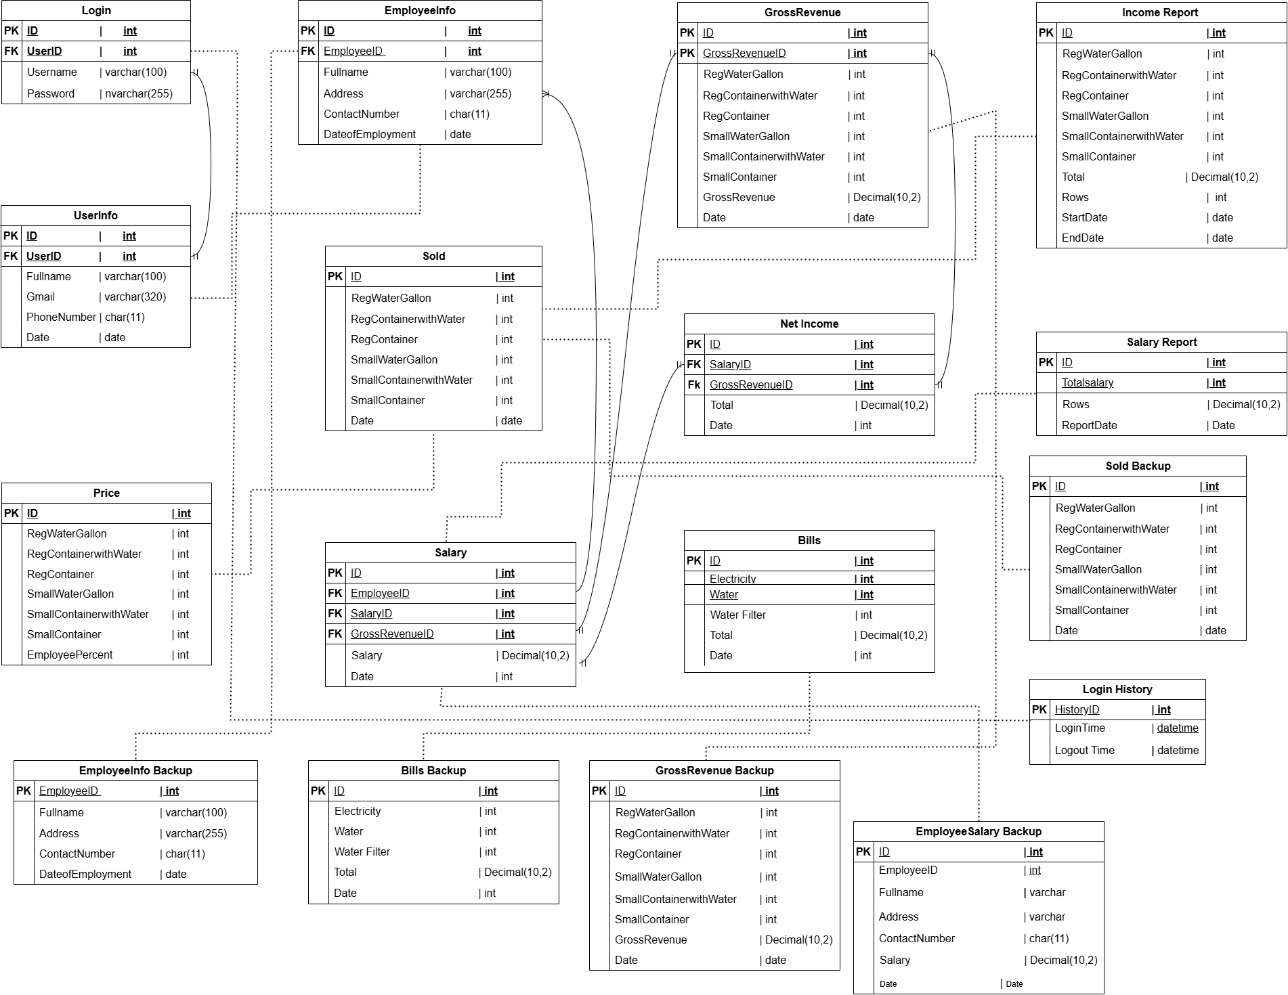 Login
PK ID | int
FK UserID | int
Username | varchar(100)
Password | nvarchar(255)
EmployeeInfo
PK ID | int
FK EmployeeID | int
Fullname | varchar(100)
Address | varchar(255)
ContactNumber | char(11)
DateofEmployment | date
GrossRevenue
PK ID | int
PK GrossRevenueID | int
RegWaterGallon | int
RegContainerwithWater | int
RegContainer | int
SmallWaterGallon | int
SmallContainerwithWater | int
SmallContainer | int
GrossRevenue | Decimal(10,2)
Date | date
Income Report
PK ID | int
RegWaterGallon | int
RegContainerwithWater | int
RegContainer | int
SmallWaterGallon | int
SmallContainerwithWater | int
SmallContainer | int
Total | Decimal(10,2)
Rows | int
StartDate | date
EndDate | date
UserInfo
PK ID | int
FK UserID | int
Fullname | varchar(100)
Gmail | varchar(320)
PhoneNumber | char(11)
Date | date
Sold
PK ID | int
RegWaterGallon | int
RegContainerwithWater | int
RegContainer | int
SmallWaterGallon | int
SmallContainerwithWater | int
SmallContainer | int
Date | date
Net Income
PK ID | int
FK SalaryID | int
Fk GrossRevenueID | int
Total | Decimal(10,2)
Date | int
Salary Report
PK ID | int
Totalsalary | int
Rows | Decimal(10,2)
ReportDate | Date
Sold Backup
PK ID | int
RegWaterGallon | int
RegContainerwithWater | int
RegContainer | int
SmallWaterGallon | int
SmallContainerwithWater | int
SmallContainer | int
Date | date
Price
PK ID | int
RegWaterGallon | int
RegContainerwithWater | int
RegContainer | int
SmallWaterGallon | int
SmallContainerwithWater | int
SmallContainer | int
EmployeePercent | int
Salary
PK ID | int
FK EmployeeID | int
FK SalaryID | int
FK GrossRevenueID | int
Salary | Decimal(10,2)
Date | int
Bills
PK ID | int
Electricity | int
Water | int
Water Filter | int
Total | Decimal(10,2)
Date | int
Login History
PK HistoryID | int
LoginTime | datetime
Logout Time | datetime
EmployeeInfo Backup
PK EmployeeID | int
Fullname | varchar(100)
Address | varchar(255)
ContactNumber | char(11)
DateofEmployment | date
Bills Backup
PK ID | int
Electricity | int
Water | int
Water Filter | int
Total | Decimal(10,2)
Date | int
GrossRevenue Backup
PK ID | int
RegWaterGallon | int
RegContainerwithWater | int
RegContainer | int
SmallWaterGallon | int
SmallContainerwithWater | int
SmallContainer | int
GrossRevenue | Decimal(10,2)
Date | date
EmployeeSalary Backup
PK ID | int
EmployeeID | int
Fullname | varchar
Address | varchar
ContactNumber | char(11)
Salary | Decimal(10,2)
Date | Date